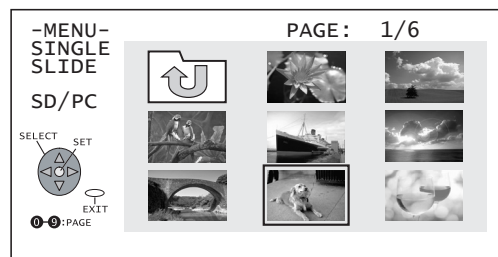 -MENU-
PAGE: 1/6
SINGLE
SLIDE
SD/PC
SELECT
SET
EXIT
0-9:PAGE